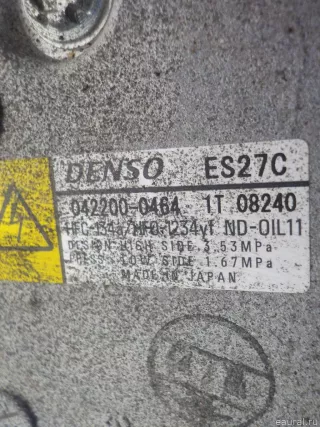 DENSO ES27C
042200-0464 1T 08240
HFC-134a/HFO-1234yf ND-OIL11
DESIGN HIGH SIDE 3.53MPa
PRESS. LOW SIDE 1.67MPa
MADE IN JAPAN
eaural.ru